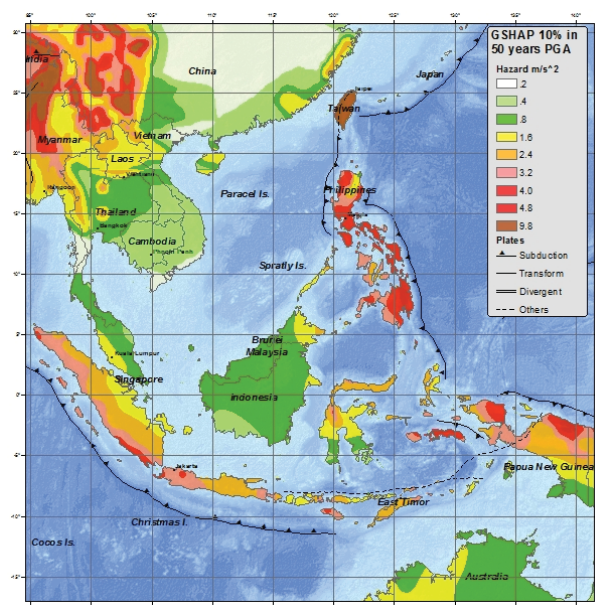 GSHAP 10% in
50 years PGA
Hazard m/s^2
.2
.4
.8
1.6
2.4
3.2
4.0
4.8
9.8
Plates
Subduction
Transform
Divergent
Others
China
Japan
Taiwan
Myanmar
Vietnam
Laos
Thailand
Bangkok
Cambodia
Phnom Penh
Paracel Is.
Philippines
Spratly Is.
Brunei
Malaysia
Kuala Lumpur
Singapore
Indonesia
Jakarta
Papua New Guinea
East Timor
Christmas I.
Cocos Is.
Australia